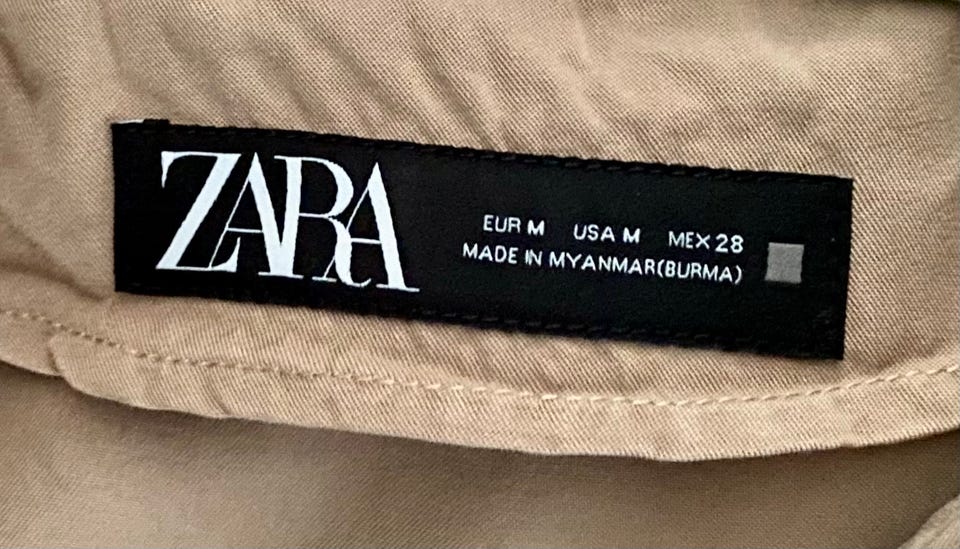 ZARA
EUR M USA M MEX 28
MADE IN MYANMAR(BURMA)